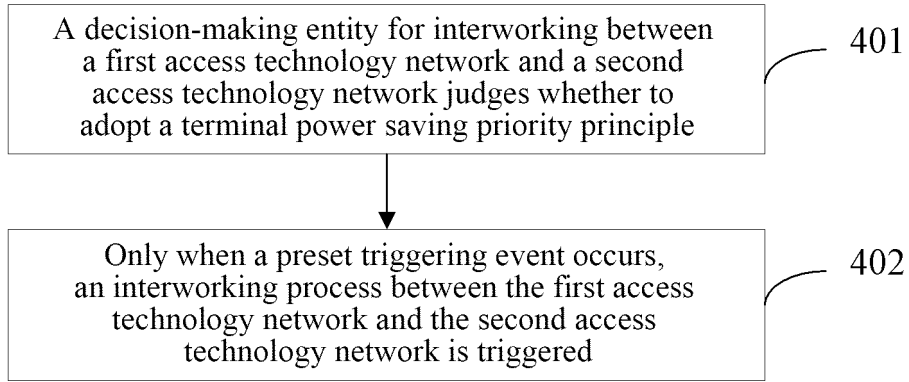 A decision-making entity for interworking between
a first access technology network and a second
access technology network judges whether to
adopt a terminal power saving priority principle
401
Only when a preset triggering event occurs,
an interworking process between the first access
technology network and the second access
technology network is triggered
402